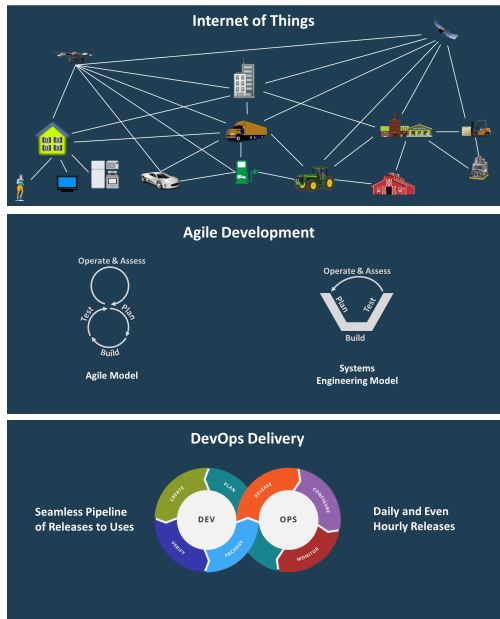 Internet of Things
Agile Development
Operate & Assess
Test
Plan
Build
Agile Model
Operate & Assess
Plan
Test
Build
Systems
Engineering Model
DevOps Delivery
Seamless Pipeline
of Releases to Uses
CREATE
PLAN
DEV
VERIFY
PACKAGE
RELEASE
CONFIGURE
OPS
MONITOR
Daily and Even
Hourly Releases